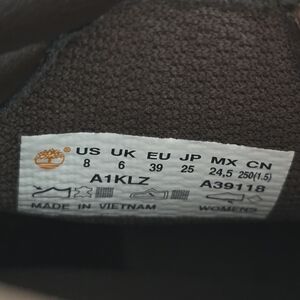 US UK EU JP MX CN
8 6 39 25 24,5 250(1.5)
A1KLZ A39118
MADE IN VIETNAM WOMENS